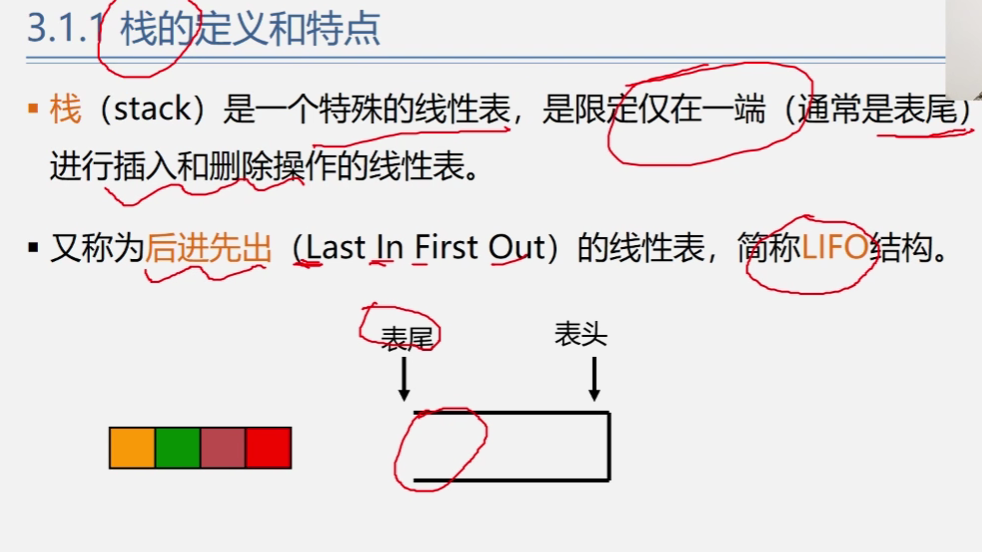 3.1.1 栈的定义和特点
▪ 栈（stack）是一个特殊的线性表，是限定仅在一端（通常是表尾）
进行插入和删除操作的线性表。
▪ 又称为后进先出（Last In First Out）的线性表，简称LIFO结构。
表尾 表头